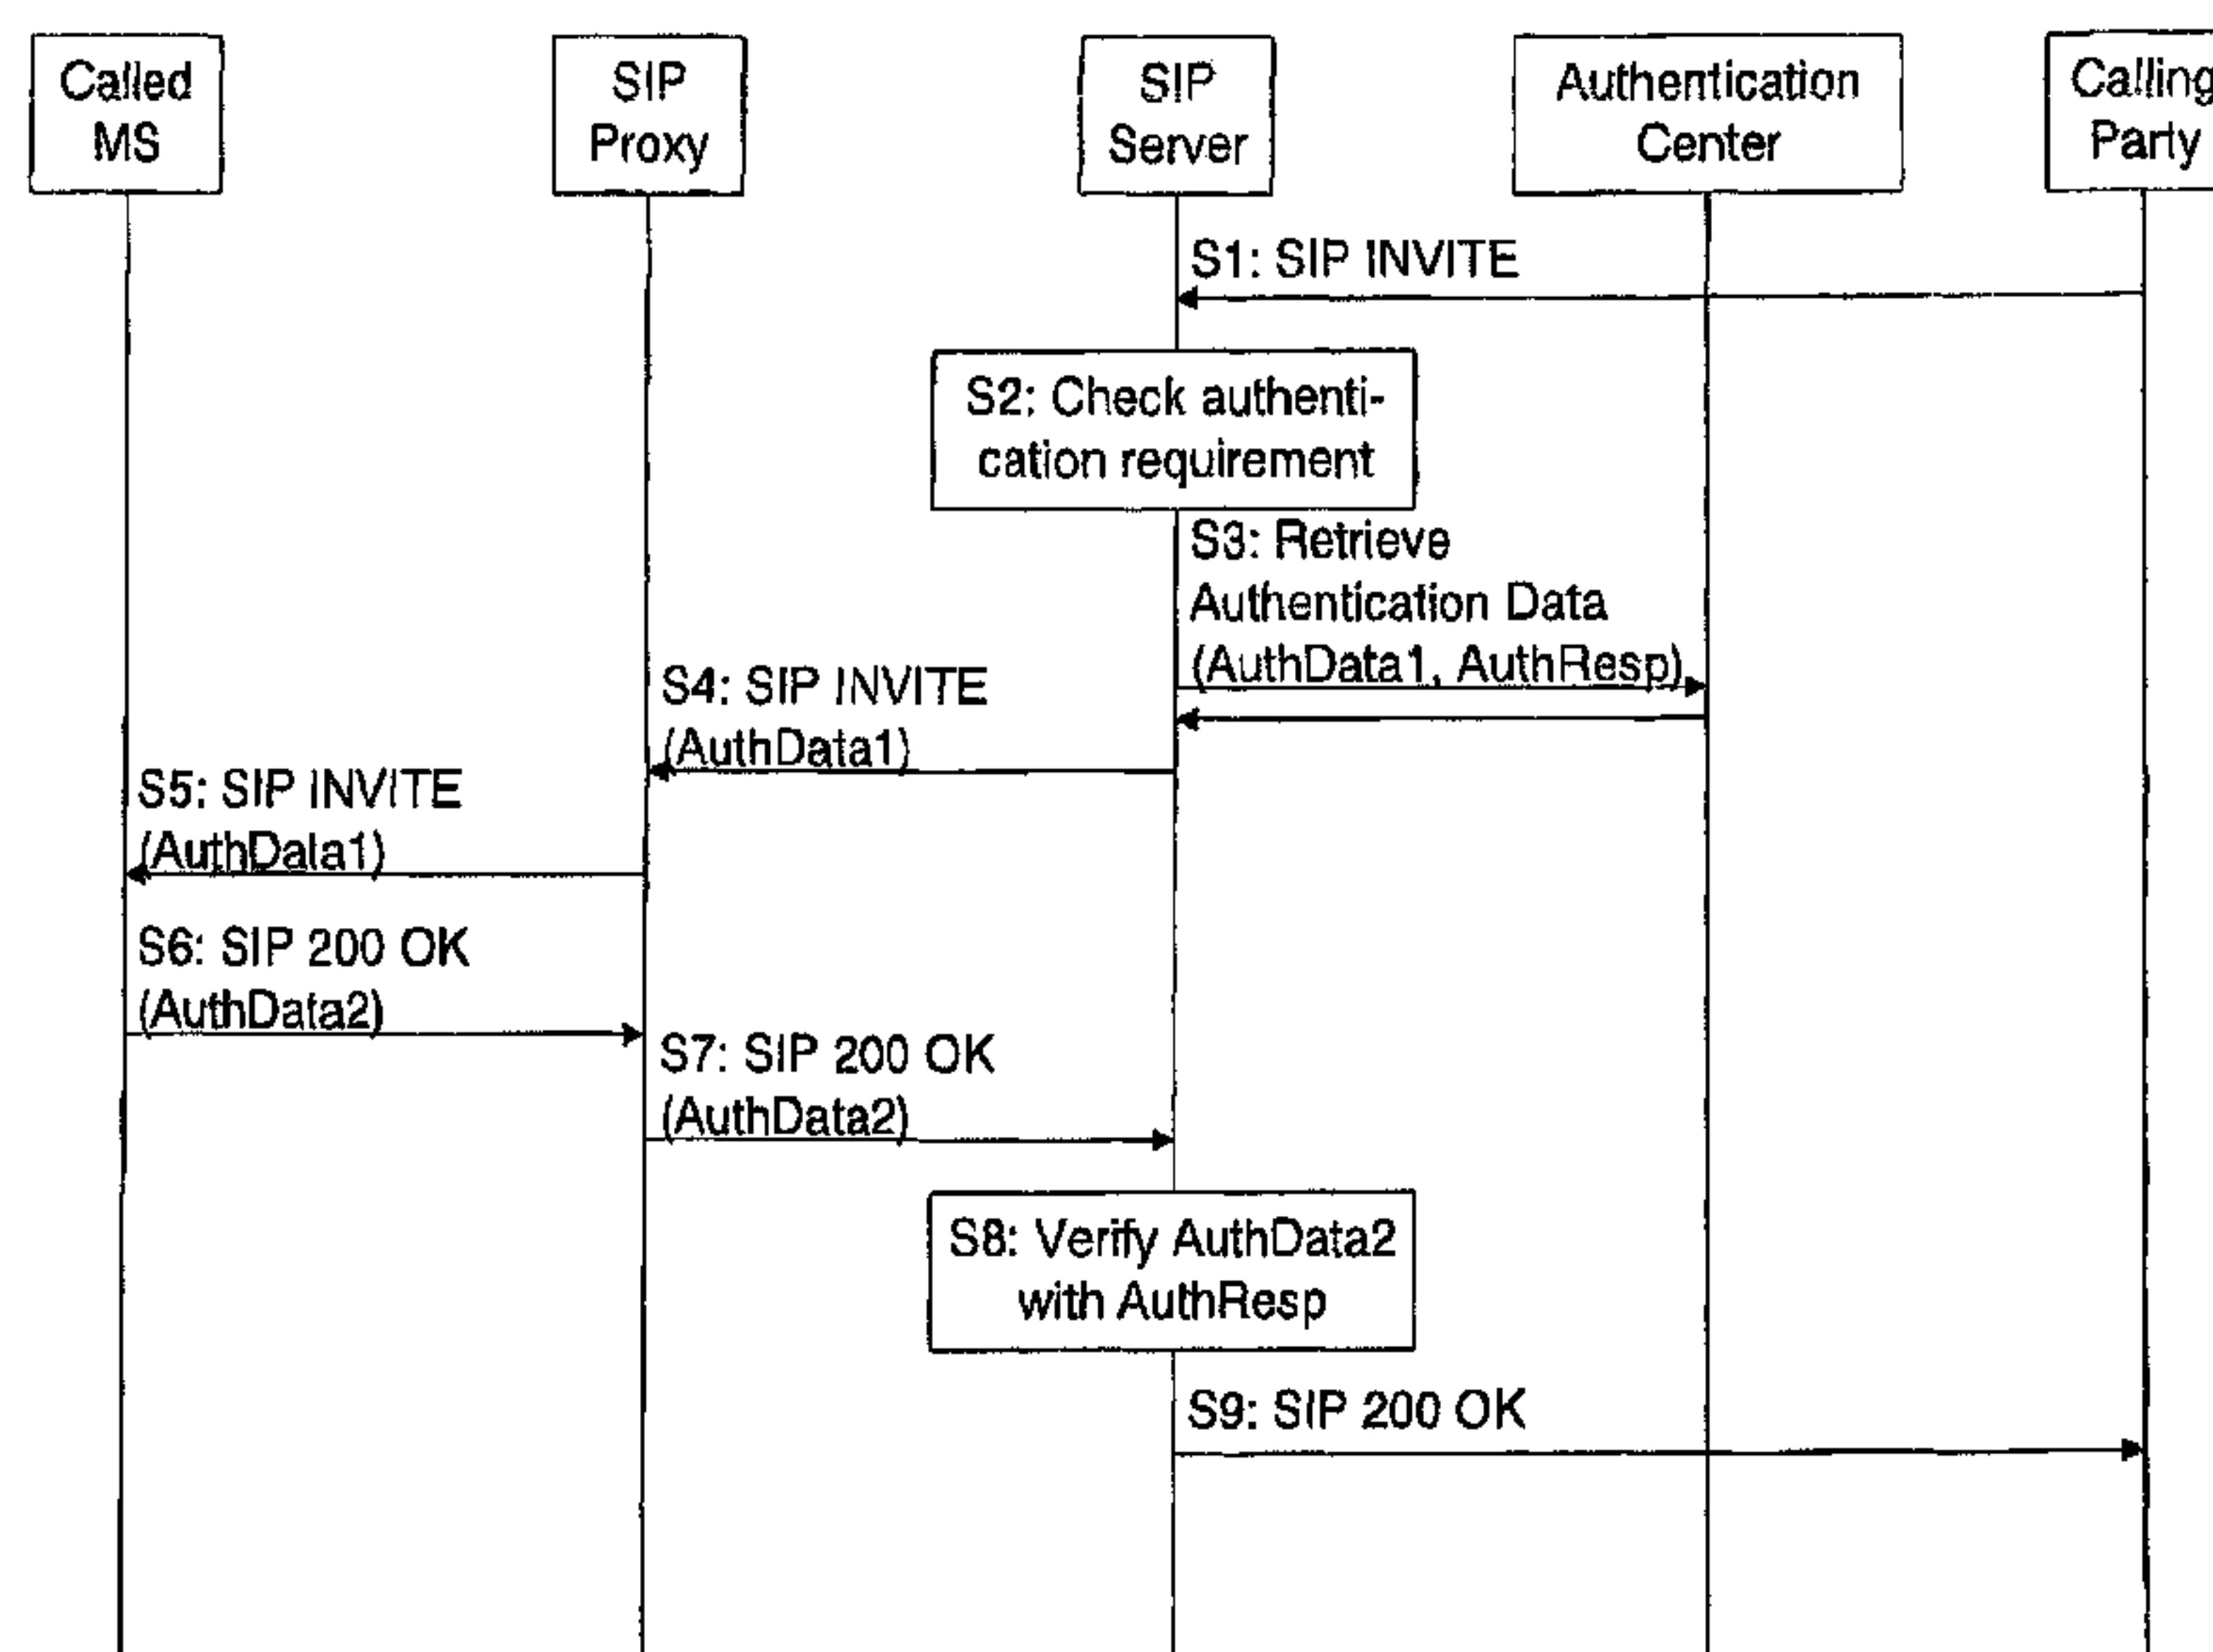 Called
MS
SIP
Proxy
SIP
Server
Authentication
Center
Calling
Party
S1: SIP INVITE
S2: Check authenti-
cation requirement
S3: Retrieve
Authentication Data
(AuthData1, AuthResp)
S4: SIP INVITE
(AuthData1)
S5: SIP INVITE
(AuthData1)
S6: SIP 200 OK
(AuthData2)
S7: SIP 200 OK
(AuthData2)
S8: Verify AuthData2
with AuthResp
S9: SIP 200 OK